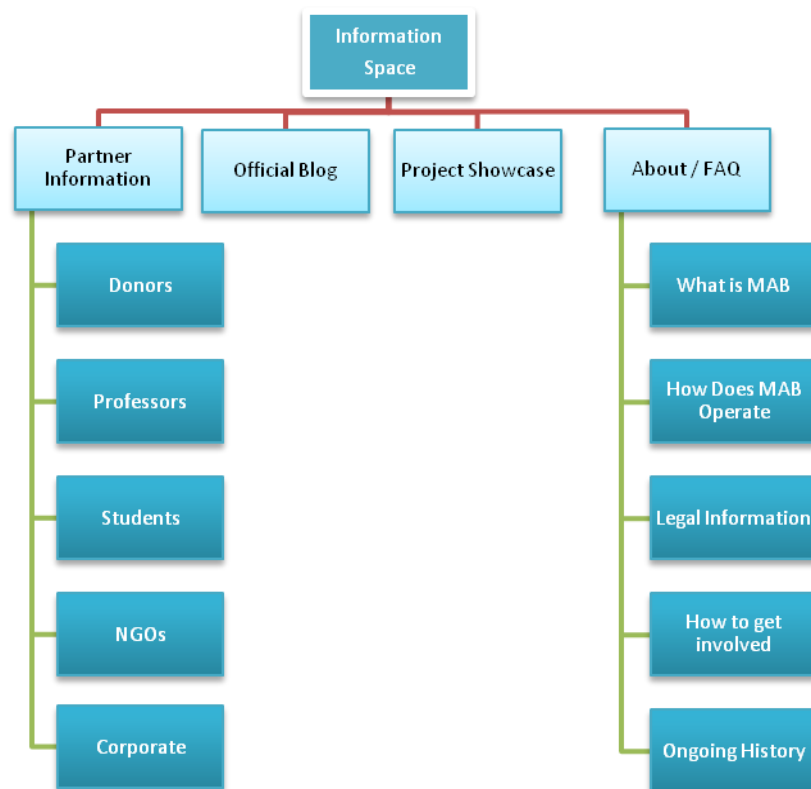 Information
Space
Partner
Information
Official Blog
Project Showcase
About / FAQ
Donors
Professors
Students
NGOs
Corporate
What is MAB
How Does MAB
Operate
Legal Information
How to get
involved
Ongoing History